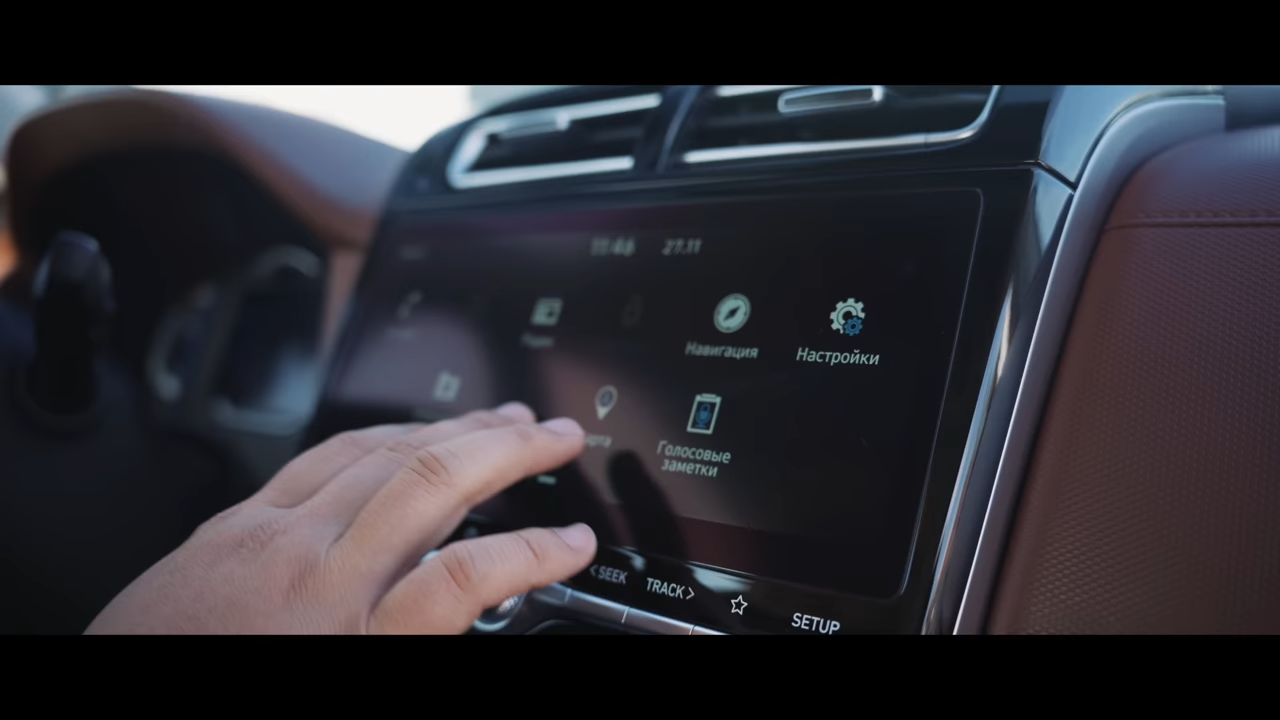 11:46 27.11
Навигация
Настройки
Голосовые
заметки
<SEEK
TRACK>
SETUP